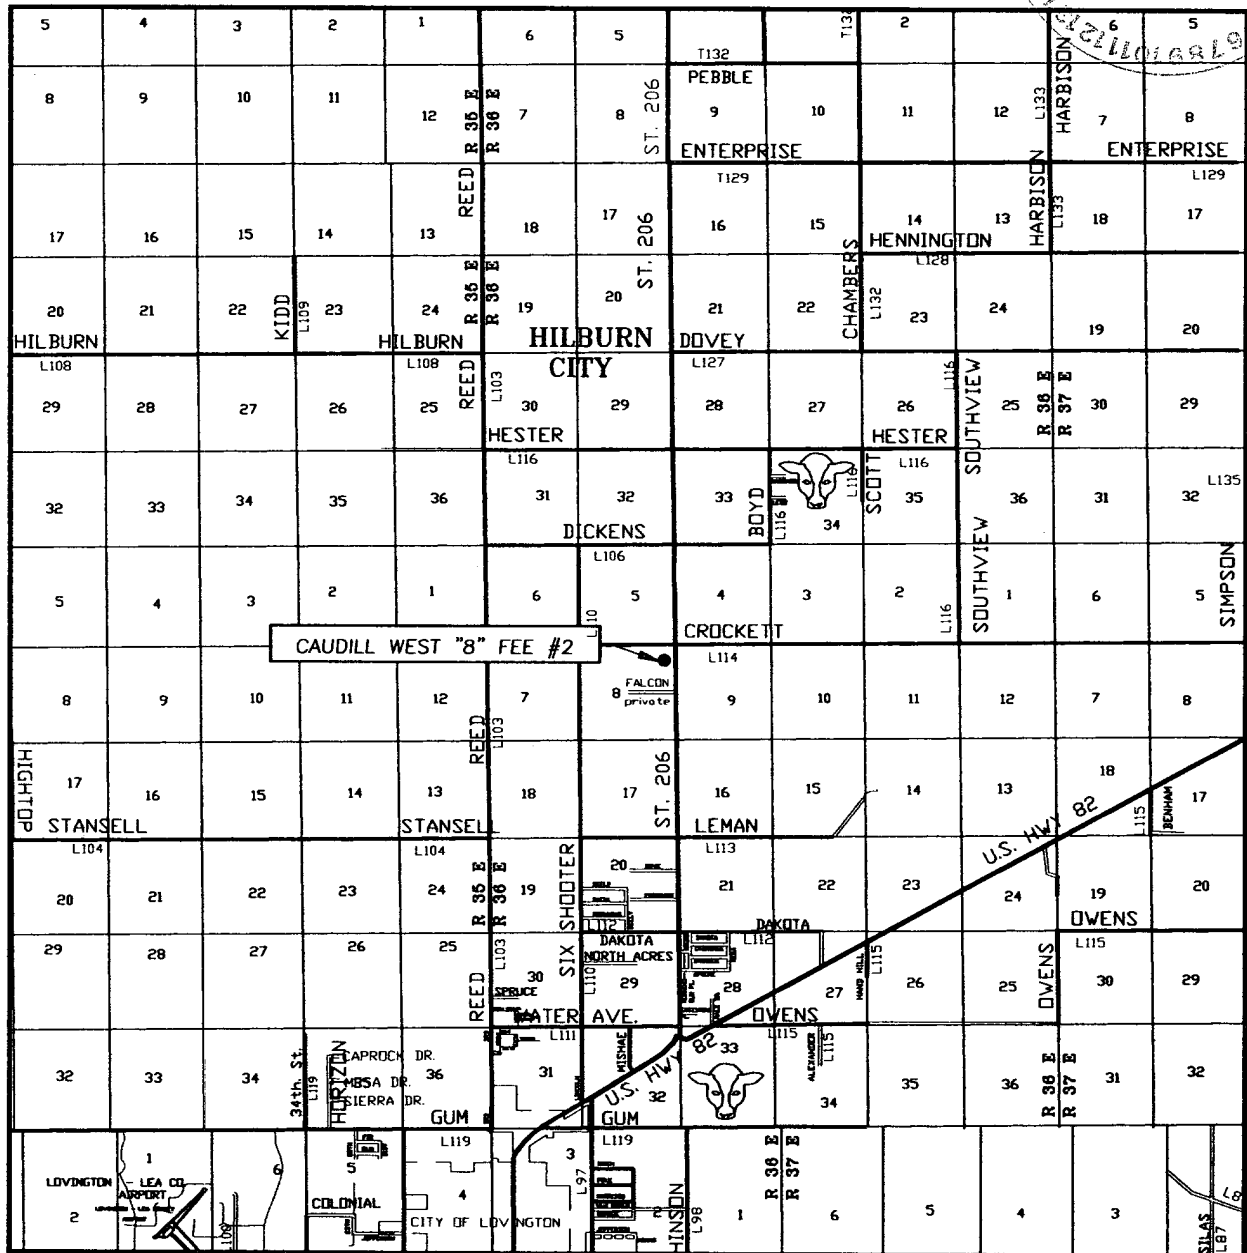 5 4 3 2 1 6 5 2 6 5
T132 T132
PEBBLE
8 9 10 11 12 7 8 9 10 11 12 7 8
R 35 E R 36 E ST. 206 L133 HARBISON
ENTERPRISE ENTERPRISE
T129 L129
REED HARBISON L133
17 16 15 14 13 18 17 16 15 14 13 18 17
ST. 206 HENNINGTON
L128
CHAMBERS L132
R 35 E R 36 E
20 21 22 23 24 19 20 21 22 23 24 19 20
KIDD L109
HILBURN HILBURN HILBURN DOVEY
CITY
L108 L108 L127
REED L103 L116 SOUTHVIEW R 36 E R 37 E
29 28 27 26 25 30 29 28 27 26 25 30 29
HESTER HESTER
L116 L116
L135
32 33 34 35 36 31 32 33 34 35 36 31 32
BOYD L116 L116 SCOTT
DICKENS
L106
SOUTHVIEW SIMPSON
5 4 3 2 1 6 5 4 3 2 1 6 5
L116
CROCKETT
CAUDILL WEST "8" FEE #2
L114
FALCON
private
8 9 10 11 12 7 8 9 10 11 12 7 8
REED L103
HIGHTOP
17 16 15 14 13 18 17 16 15 14 13 18 17
ST. 206
U.S. HWY 82
L115 BENHAM
STANSELL STANSELL LEMAN
L104 L104 L113
R 35 E R 36 E SIX SHOOTER
20 21 22 23 24 19 20 21 22 23 24 19 20
L112 DAKOTA OWENS
DAKOTA L112 L115
NORTH ACRES
29 28 27 26 25 30 29 28 27 26 25 30 29
REED L103 L110 L115 OWENS
SPRUCE
ATER AVE. OWENS
L111 L115
MISHAE
U.S. HWY 82
ALEXANDER L115
34th. St. L119 HORIZON
CAPROCK DR.
MESA DR.
SIERRA DR.
32 33 34 36 31 32 33 34 35 36 31 32
R 36 E R 37 E
GUM GUM
L119 L119
1 6 5 4 3
LOVINGTON - LEA CO.
AIRPORT
2
COLONIAL
CITY OF LOVINGTON
L97 L98
R 36 E R 37 E
2 1 6 5 4 3
SILAS L87